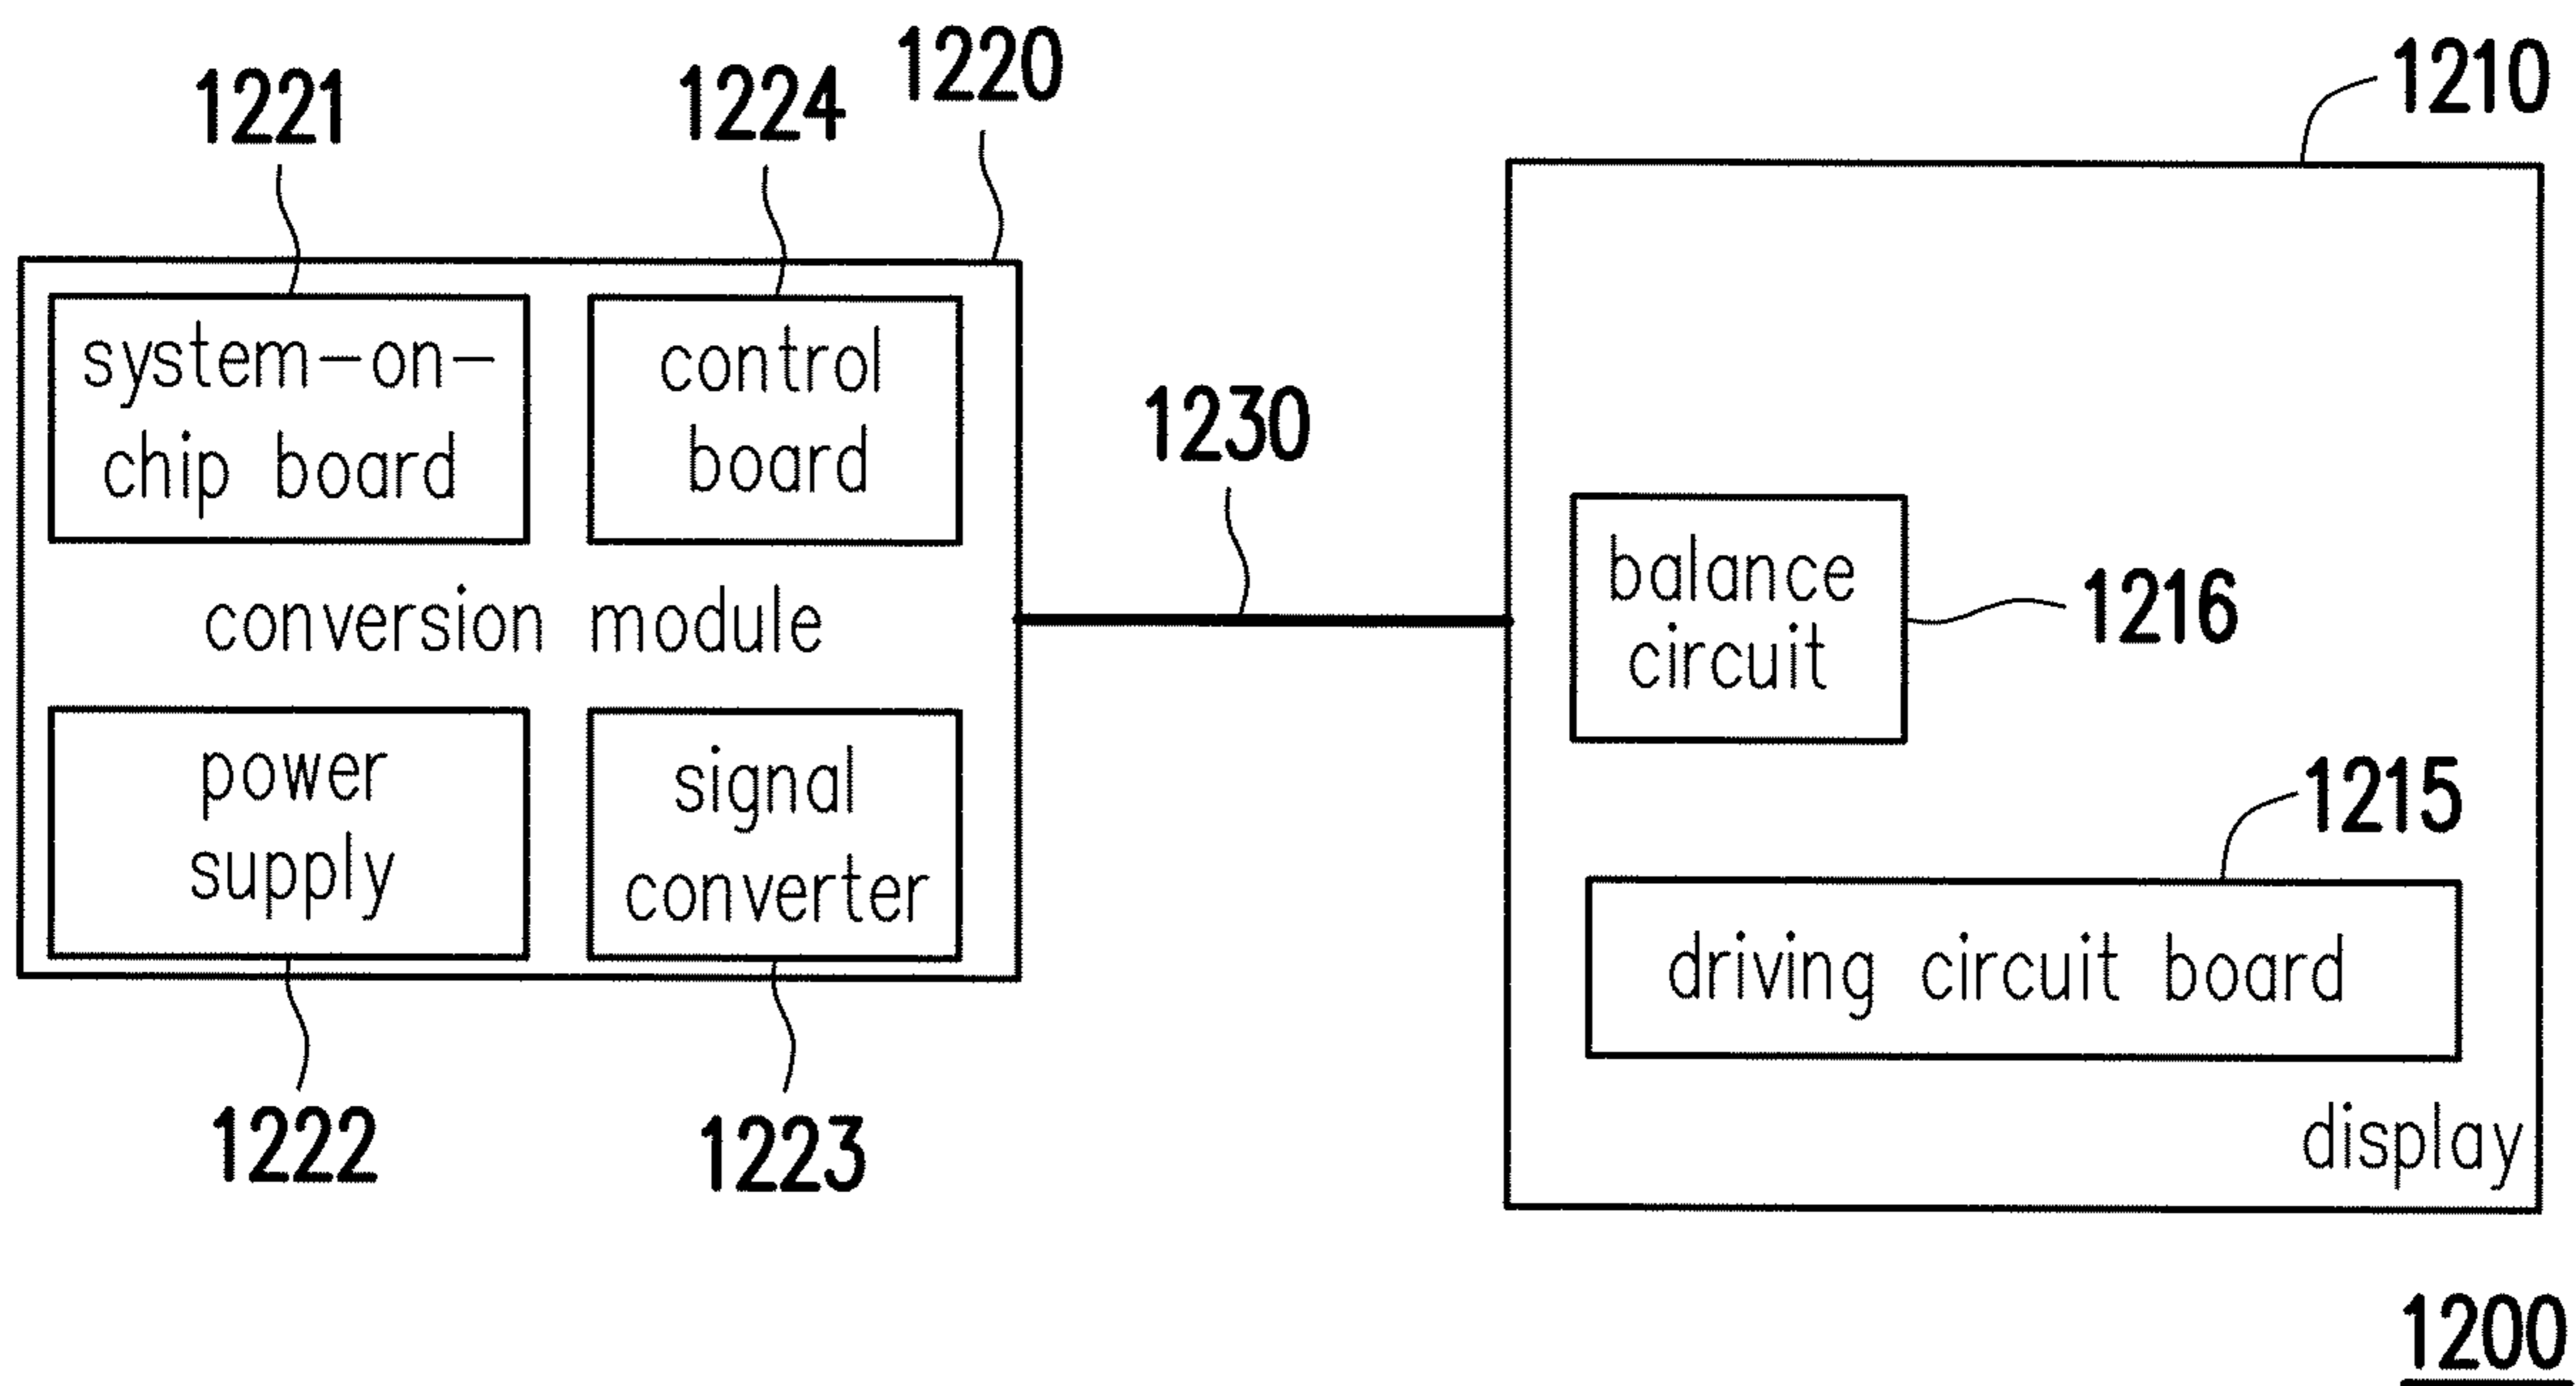 1220
1210
1221
1224
system-on-
chip board
control
board
1230
conversion module
balance
circuit
1216
power
supply
signal
converter
1215
driving circuit board
1222
1223
display
1200